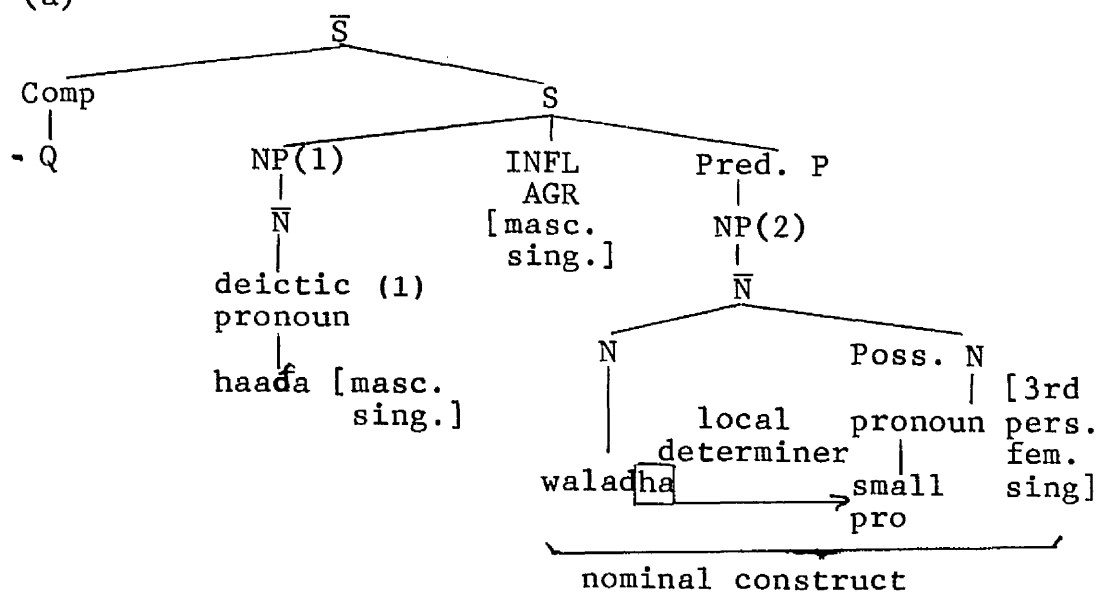 (a)
S̅
Comp
S
- Q
NP(1) INFL Pred. P
AGR
N̅ [masc. NP(2)
sing.]
deictic (1) N̅
pronoun
N Poss. N
haađa [masc. [3rd
sing.] local pronoun pers.
determiner fem.
waladha small sing]
pro
nominal construct